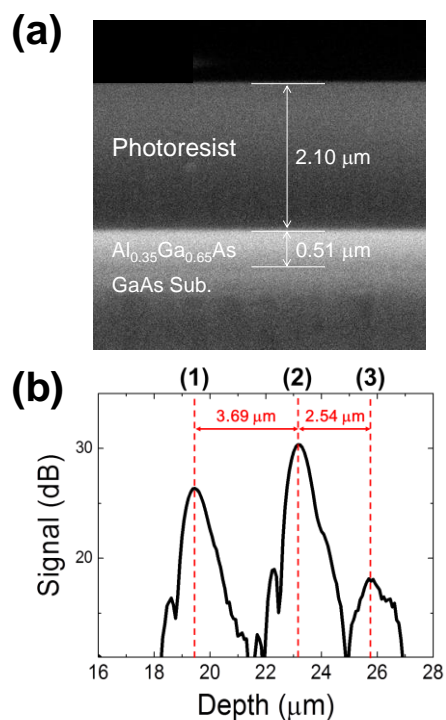 (a)
Photoresist
2.10 μm
Al0.35Ga0.65As
0.51 μm
GaAs Sub.
(b)
(1) (2) (3)
3.69 μm 2.54 μm
30
20
Signal (dB)
16 18 20 22 24 26 28
Depth (μm)